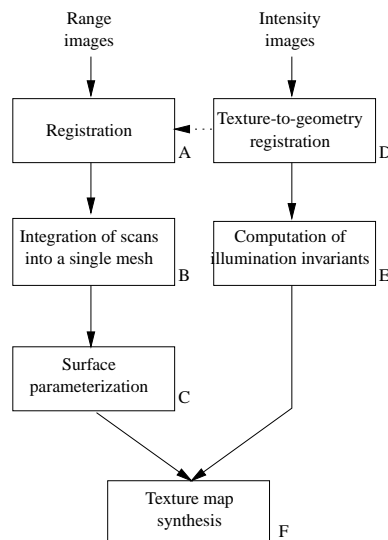 Range
images
Intensity
images
Registration
A
Texture-to-geometry
registration
D
Integration of scans
into a single mesh
B
Computation of
illumination invariants
E
Surface
parameterization
C
Texture map
synthesis
F